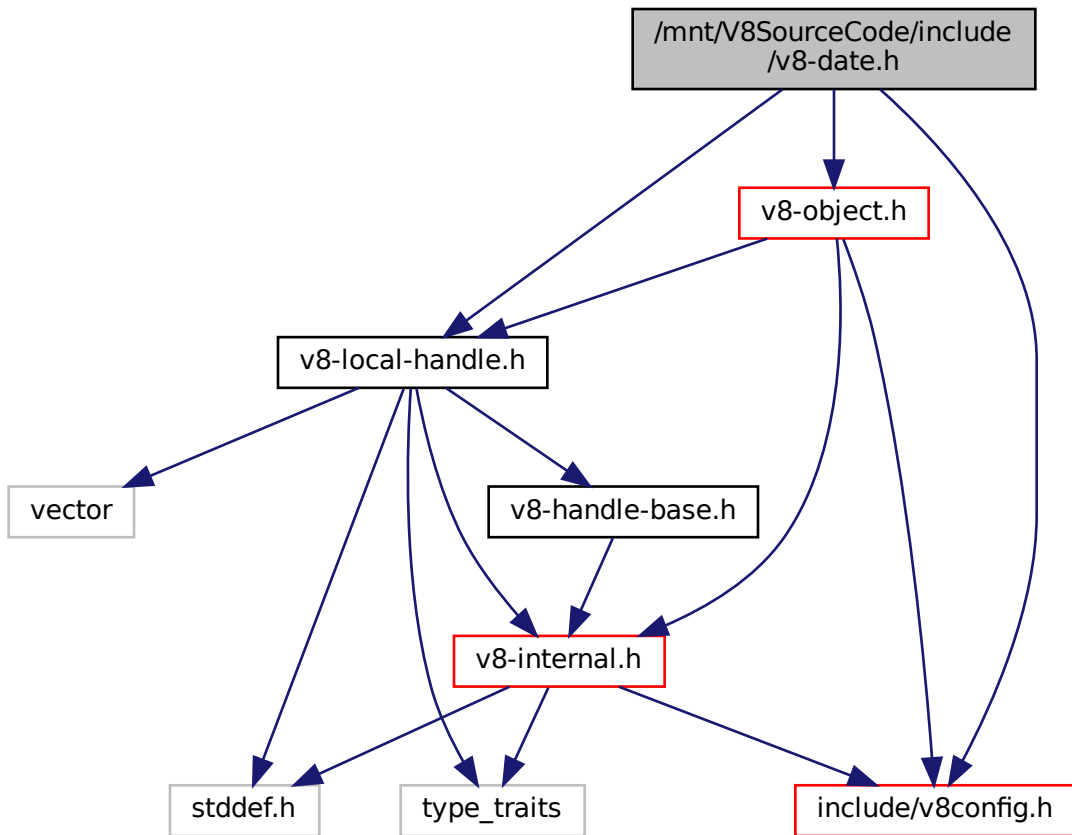 /mnt/V8SourceCode/include
/v8-date.h
v8-object.h
v8-local-handle.h
vector
v8-handle-base.h
v8-internal.h
stddef.h
type_traits
include/v8config.h